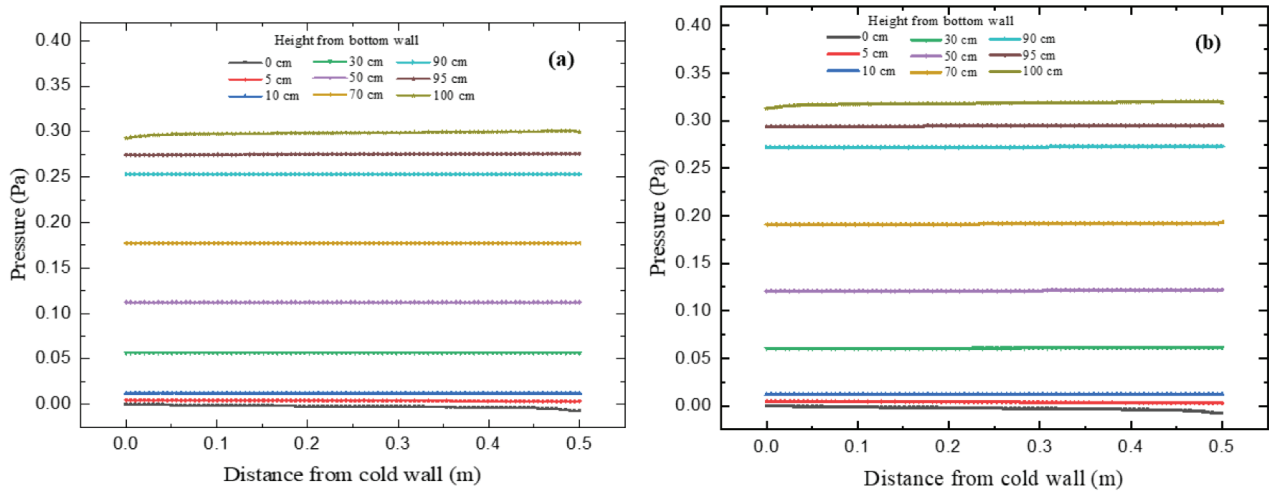 0.40
0.35
0.30
0.25
0.20
0.15
0.10
0.05
0.00
Pressure (Pa)
Height from bottom wall
0 cm 30 cm 90 cm
5 cm 50 cm 95 cm
10 cm 70 cm 100 cm
(a)
0.0 0.1 0.2 0.3 0.4 0.5
Distance from cold wall (m)
0.40
0.35
0.30
0.25
0.20
0.15
0.10
0.05
0.00
Pressure (Pa)
Height from bottom wall
0 cm 30 cm 90 cm
5 cm 50 cm 95 cm
10 cm 70 cm 100 cm
(b)
0.0 0.1 0.2 0.3 0.4 0.5
Distance from cold wall (m)